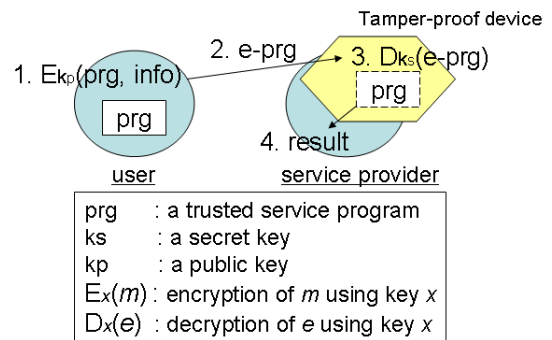 Tamper-proof device
1. Ekp(prg, info)
2. e-prg
3. Dks(e-prg)
prg
prg
4. result
user
service provider
prg : a trusted service program
ks : a secret key
kp : a public key
Ex(m) : encryption of m using key x
Dx(e) : decryption of e using key x